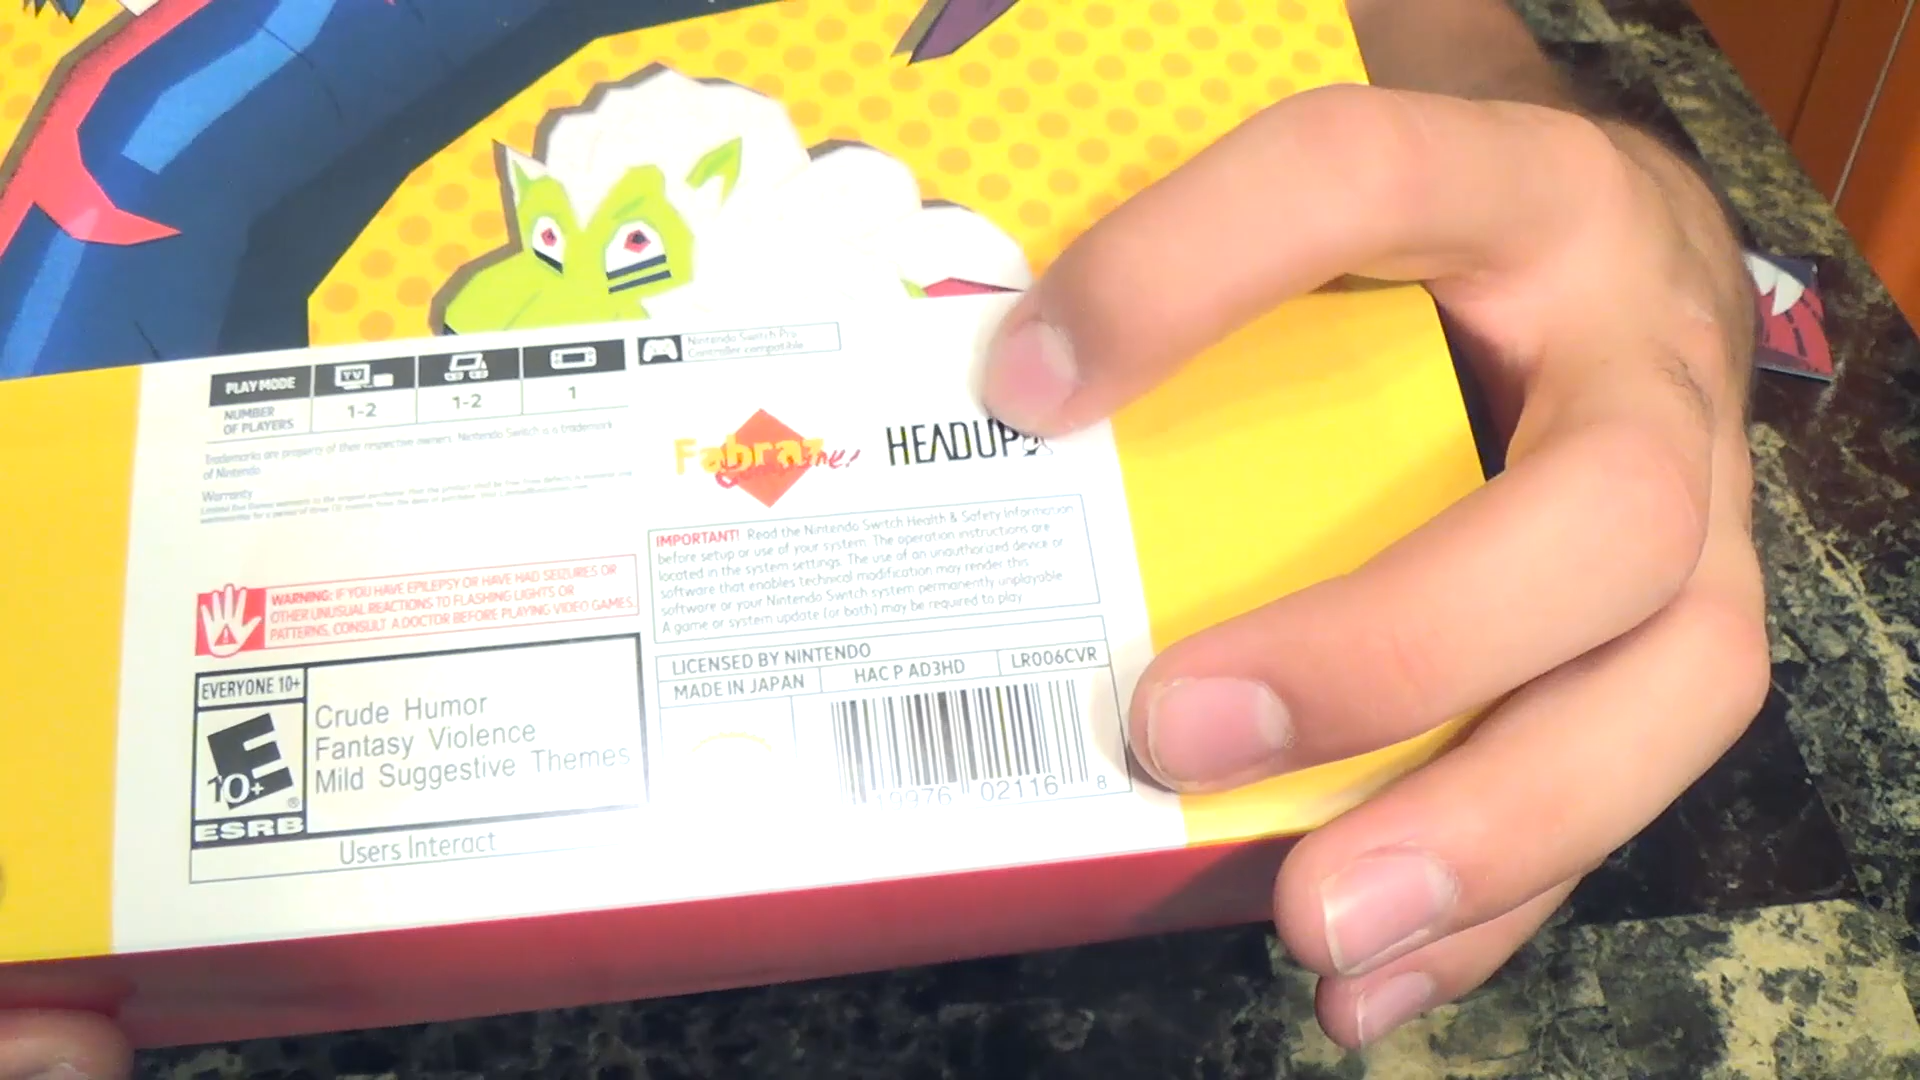 PLAY MODE
TV
NUMBER
OF PLAYERS
1-2
1-2
1
Nintendo Switch Pro
Controller compatible
Trademarks are property of their respective owners. Nintendo Switch is a trademark
of Nintendo
Warranty
Fabraz
HEADUP
IMPORTANT! Read the Nintendo Switch Health & Safety Information
before setup or use of your system. The operation instructions are
located in the system settings. The use of an unauthorized device or
software that enables technical modification may render this
software or your Nintendo Switch system permanently unplayable
A game or system update (or both) may be required to play
WARNING: IF YOU HAVE EPILEPSY OR HAVE HAD SEIZURES OR
OTHER UNUSUAL REACTIONS TO FLASHING LIGHTS OR
PATTERNS, CONSULT A DOCTOR BEFORE PLAYING VIDEO GAMES.
EVERYONE 10+
E
10+
®
ESRB
Crude Humor
Fantasy Violence
Mild Suggestive Themes
Users Interact
LICENSED BY NINTENDO
MADE IN JAPAN
HAC P AD3HD
LR006CVR
02116 8